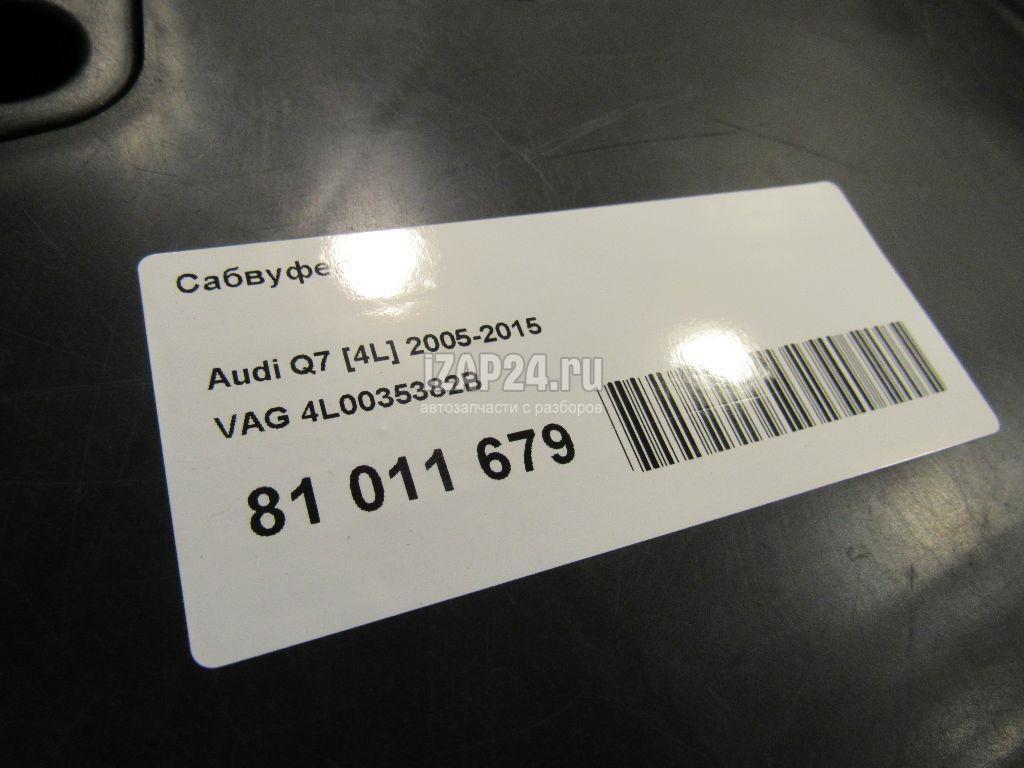 Сабвуфе
Audi Q7 [4L] 2005-2015
VAG 4L0035382B
81 011 679
iZAP24.ru
автозапчасти с разборов